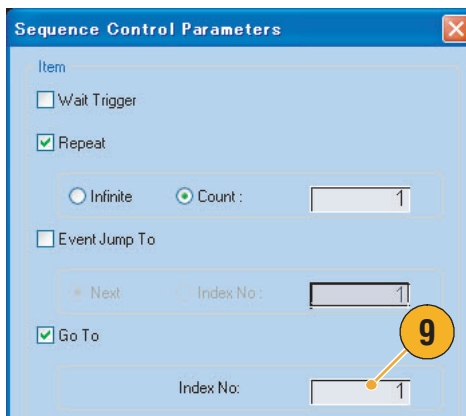 Sequence Control Parameters
Item
Wait Trigger
Repeat
Infinite Count : 1
Event Jump To
Next Index No : 1
Go To
9
Index No: 1